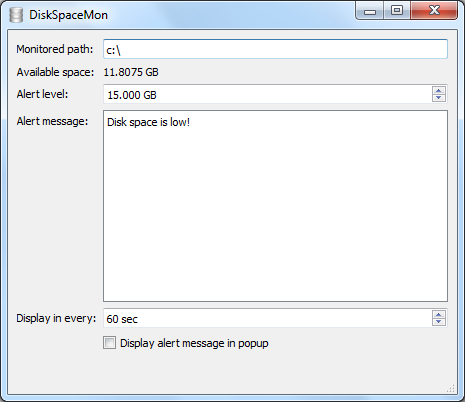 DiskSpaceMon
Monitored path: c:\
Available space: 11.8075 GB
Alert level: 15.000 GB
Alert message: Disk space is low!
Display in every: 60 sec
Display alert message in popup